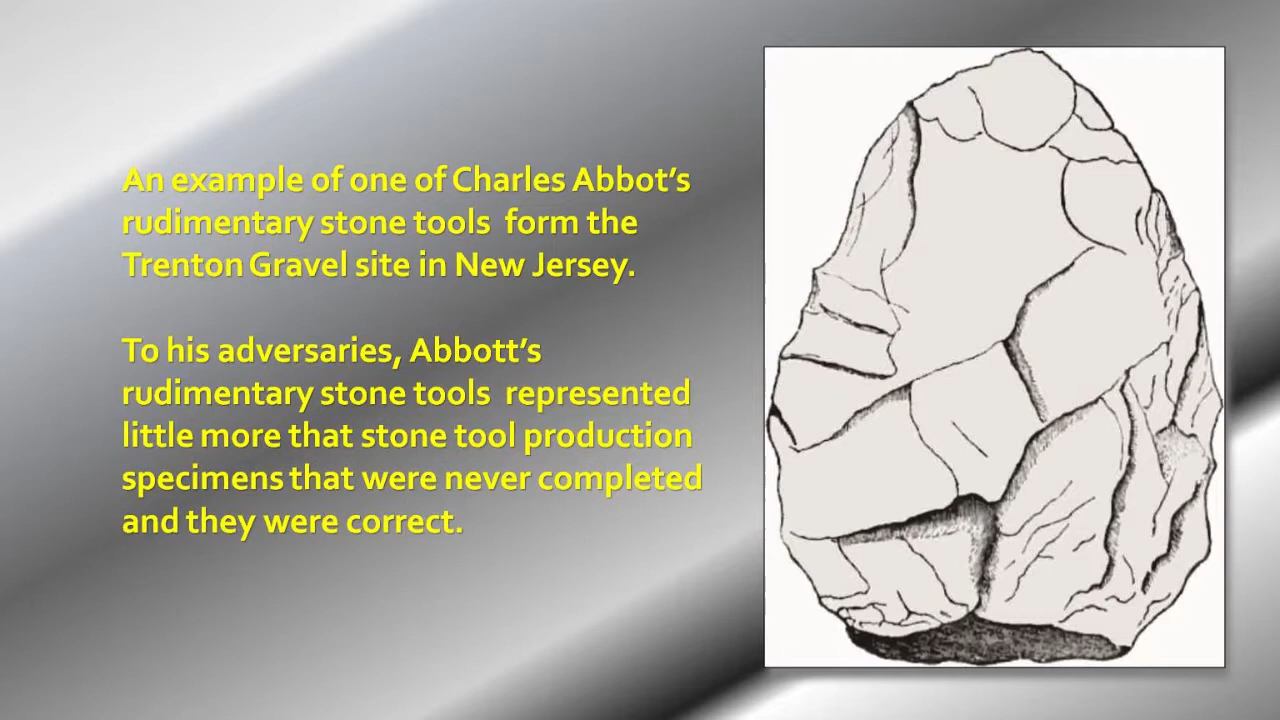 An example of one of Charles Abbot's
rudimentary stone tools  form the
Trenton Gravel site in New Jersey.
To his adversaries, Abbott's
rudimentary stone tools  represented
little more that stone tool production
specimens that were never completed
and they were correct.